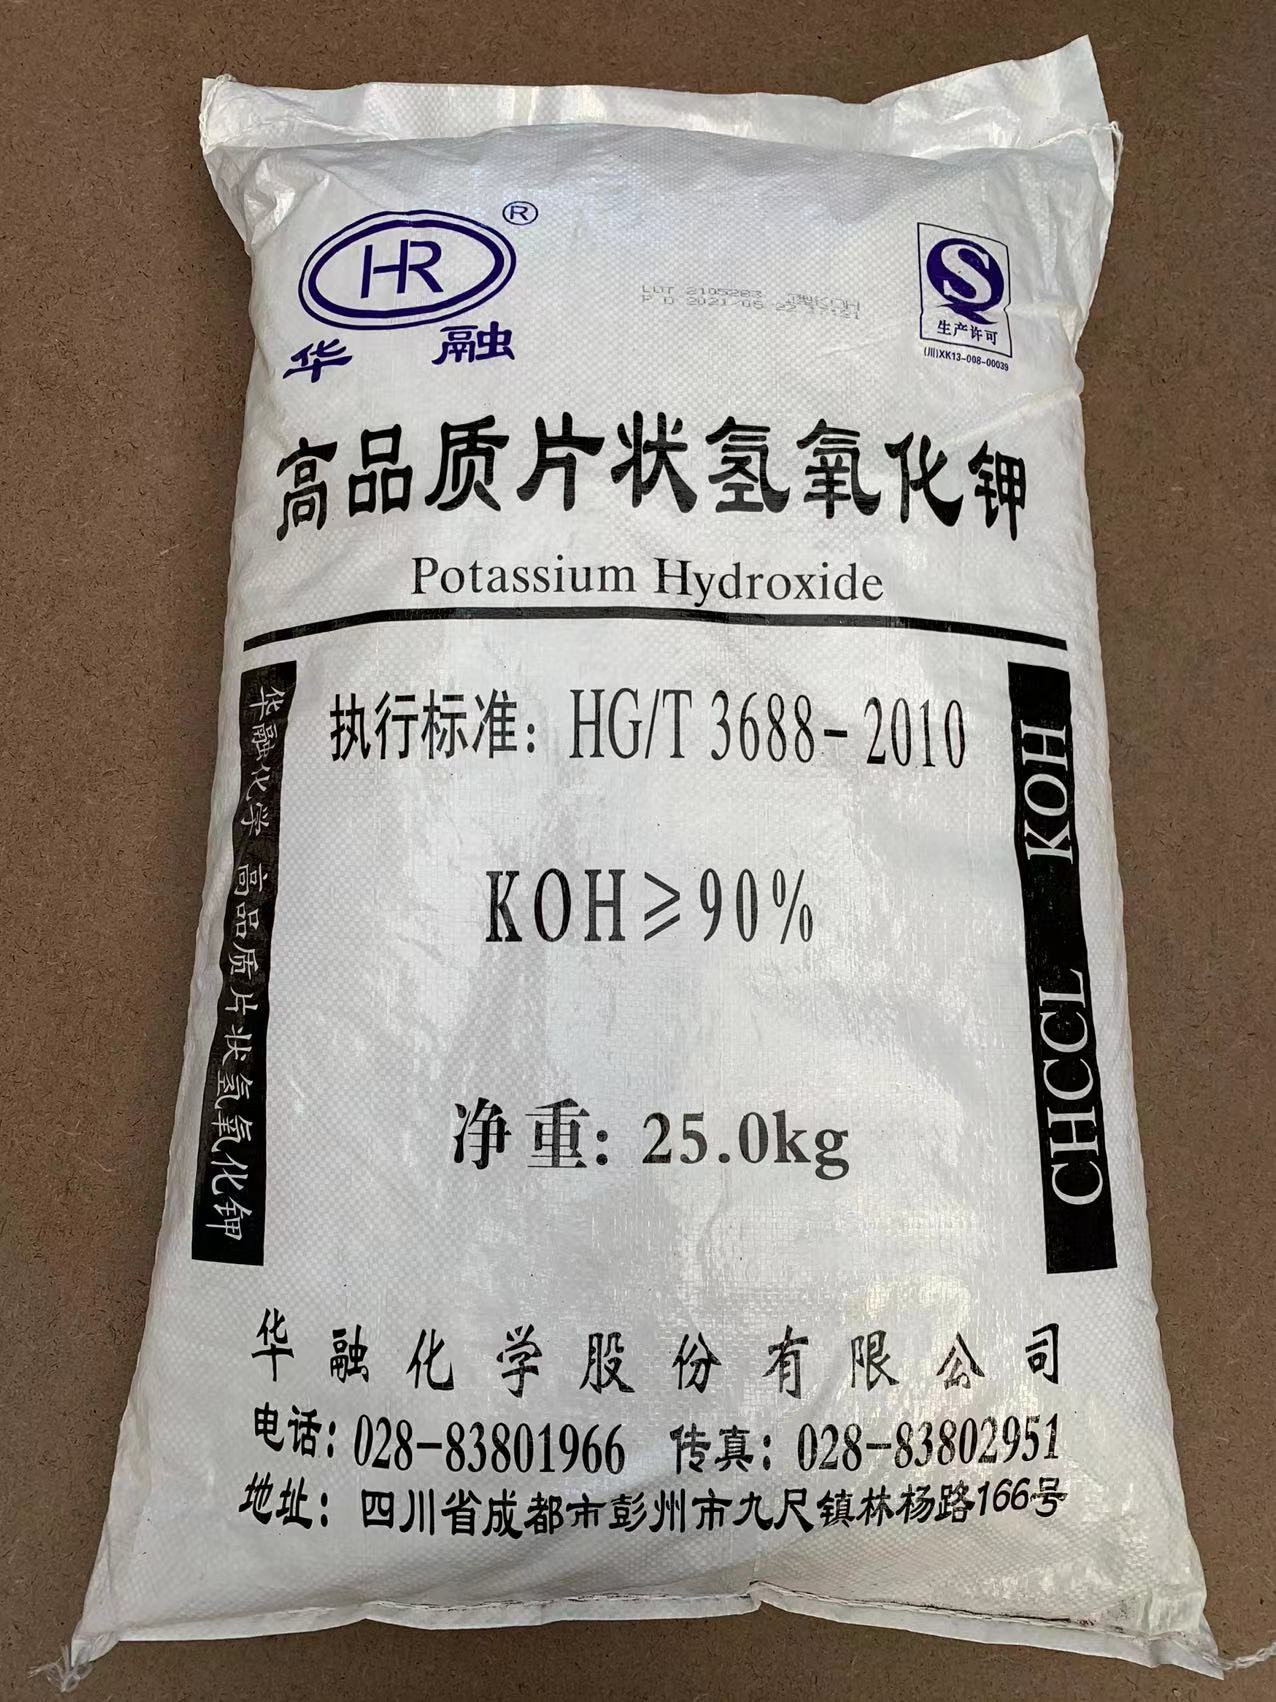 HR ®
华融
LOT 2105203
P D 2021/05
S
生产许可
(川)XK13-008-00039
高品质片状氢氧化钾
Potassium Hydroxide
执行标准：HG/T 3688-2010
KOH≥90%
净重：25.0kg
华融化学 高品质片状氢氧化钾
CHCCL KOH
华融化学股份有限公司
电话：028-83801966 传真：028-83802951
地址：四川省成都市彭州市九尺镇林杨路166号